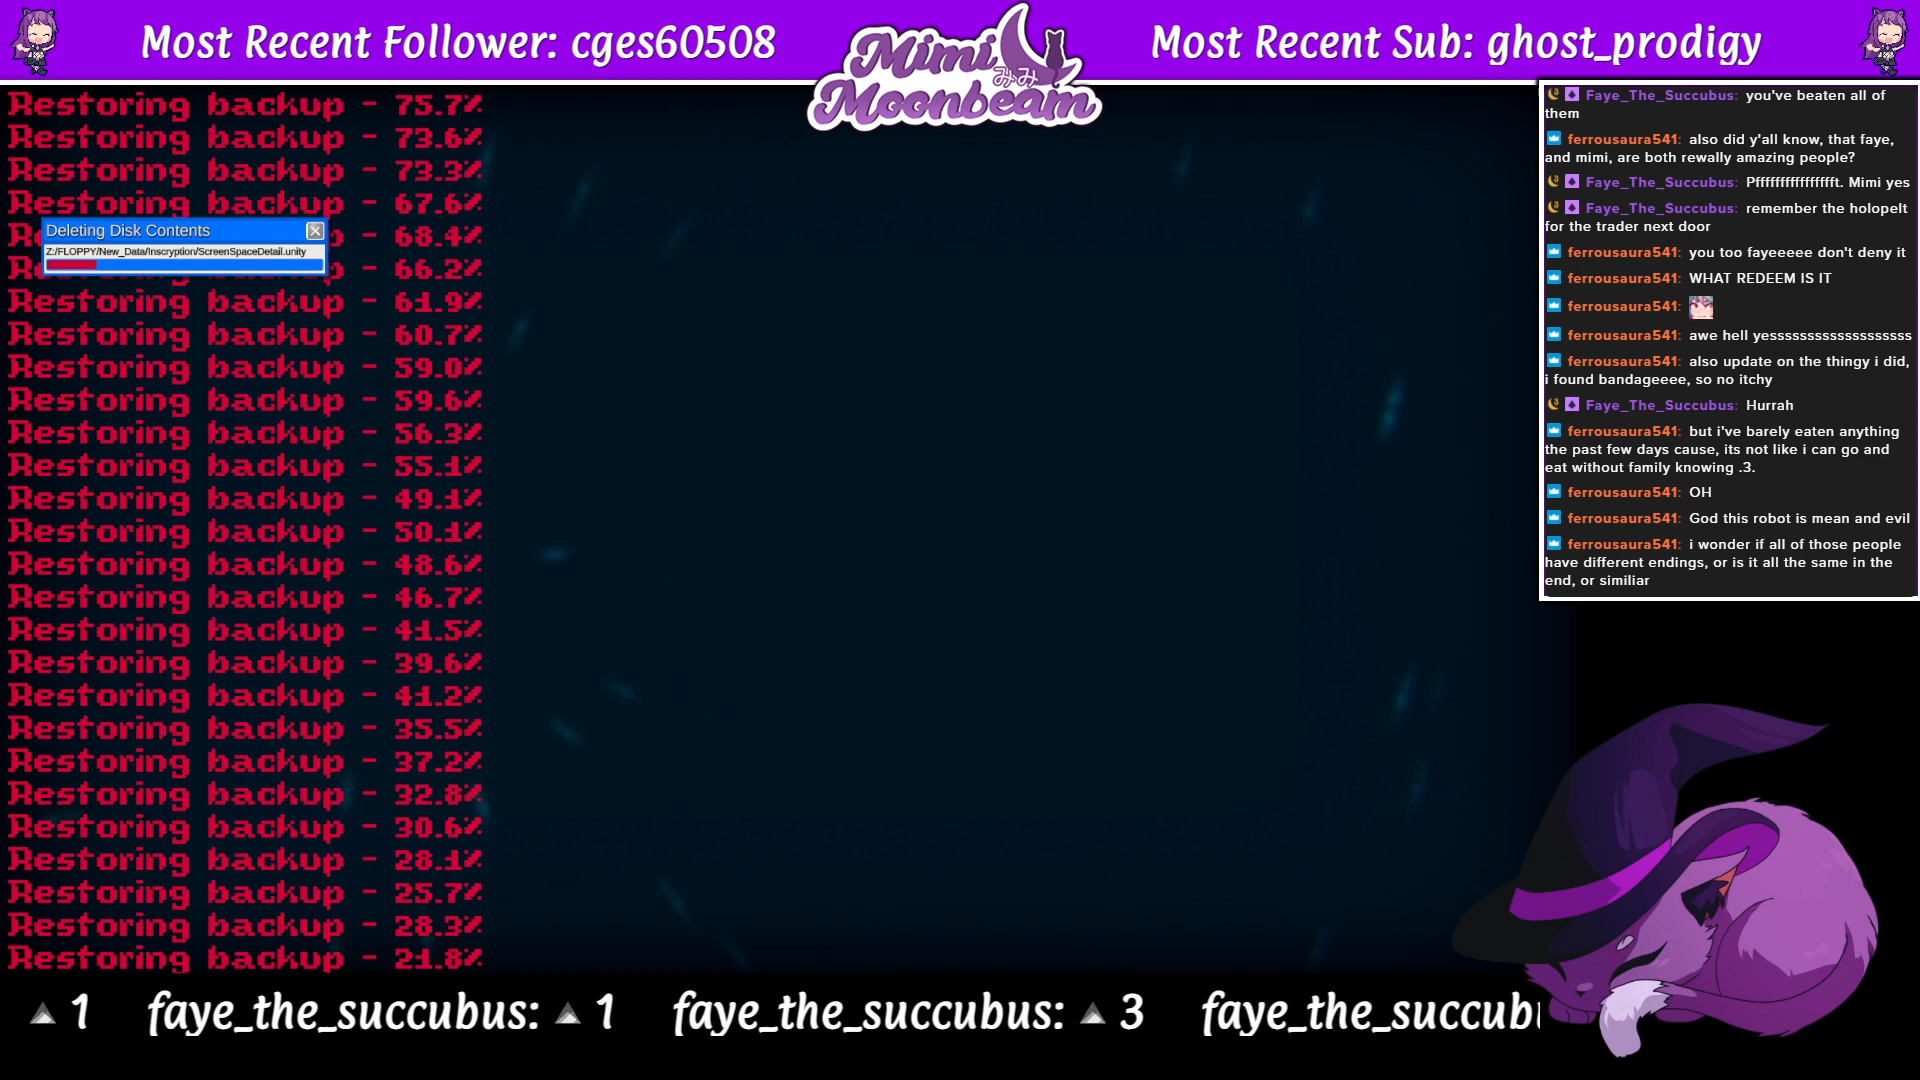 Most Recent Follower: cges60508
Mimi
みみ
Moonbeam
Most Recent Sub: ghost_prodigy
Restoring backup - 75.7%
Restoring backup - 73.6%
Restoring backup - 73.3%
Restoring backup - 67.6%
68.4%
66.2%
Deleting Disk Contents
Z:/FLOPPY/New_Data/Inscryption/ScreenSpaceDetail.unity
Restoring backup - 61.9%
Restoring backup - 60.7%
Restoring backup - 59.0%
Restoring backup - 59.6%
Restoring backup - 56.3%
Restoring backup - 55.1%
Restoring backup - 49.1%
Restoring backup - 50.1%
Restoring backup - 48.6%
Restoring backup - 46.7%
Restoring backup - 41.5%
Restoring backup - 39.6%
Restoring backup - 41.2%
Restoring backup - 35.5%
Restoring backup - 37.2%
Restoring backup - 32.8%
Restoring backup - 30.6%
Restoring backup - 28.1%
Restoring backup - 25.7%
Restoring backup - 28.3%
Restoring backup - 21.8%
Faye_The_Succubus: you've beaten all of
them
ferrousaura541: also did y'all know, that faye,
and mimi, are both rewally amazing people?
Faye_The_Succubus: Pfffffffffffffffft. Mimi yes
Faye_The_Succubus: remember the holopelt
for the trader next door
ferrousaura541: you too fayeeeee don't deny it
ferrousaura541: WHAT REDEEM IS IT
ferrousaura541:
ferrousaura541: awe hell yesssssssssssssssssss
ferrousaura541: also update on the thingy i did,
i found bandageeee, so no itchy
Faye_The_Succubus: Hurrah
ferrousaura541: but i've barely eaten anything
the past few days cause, its not like i can go and
eat without family knowing .3.
ferrousaura541: OH
ferrousaura541: God this robot is mean and evil
ferrousaura541: i wonder if all of those people
have different endings, or is it all the same in the
end, or similiar
1 faye_the_succubus: 1 faye_the_succubus: 3 faye_the_succub